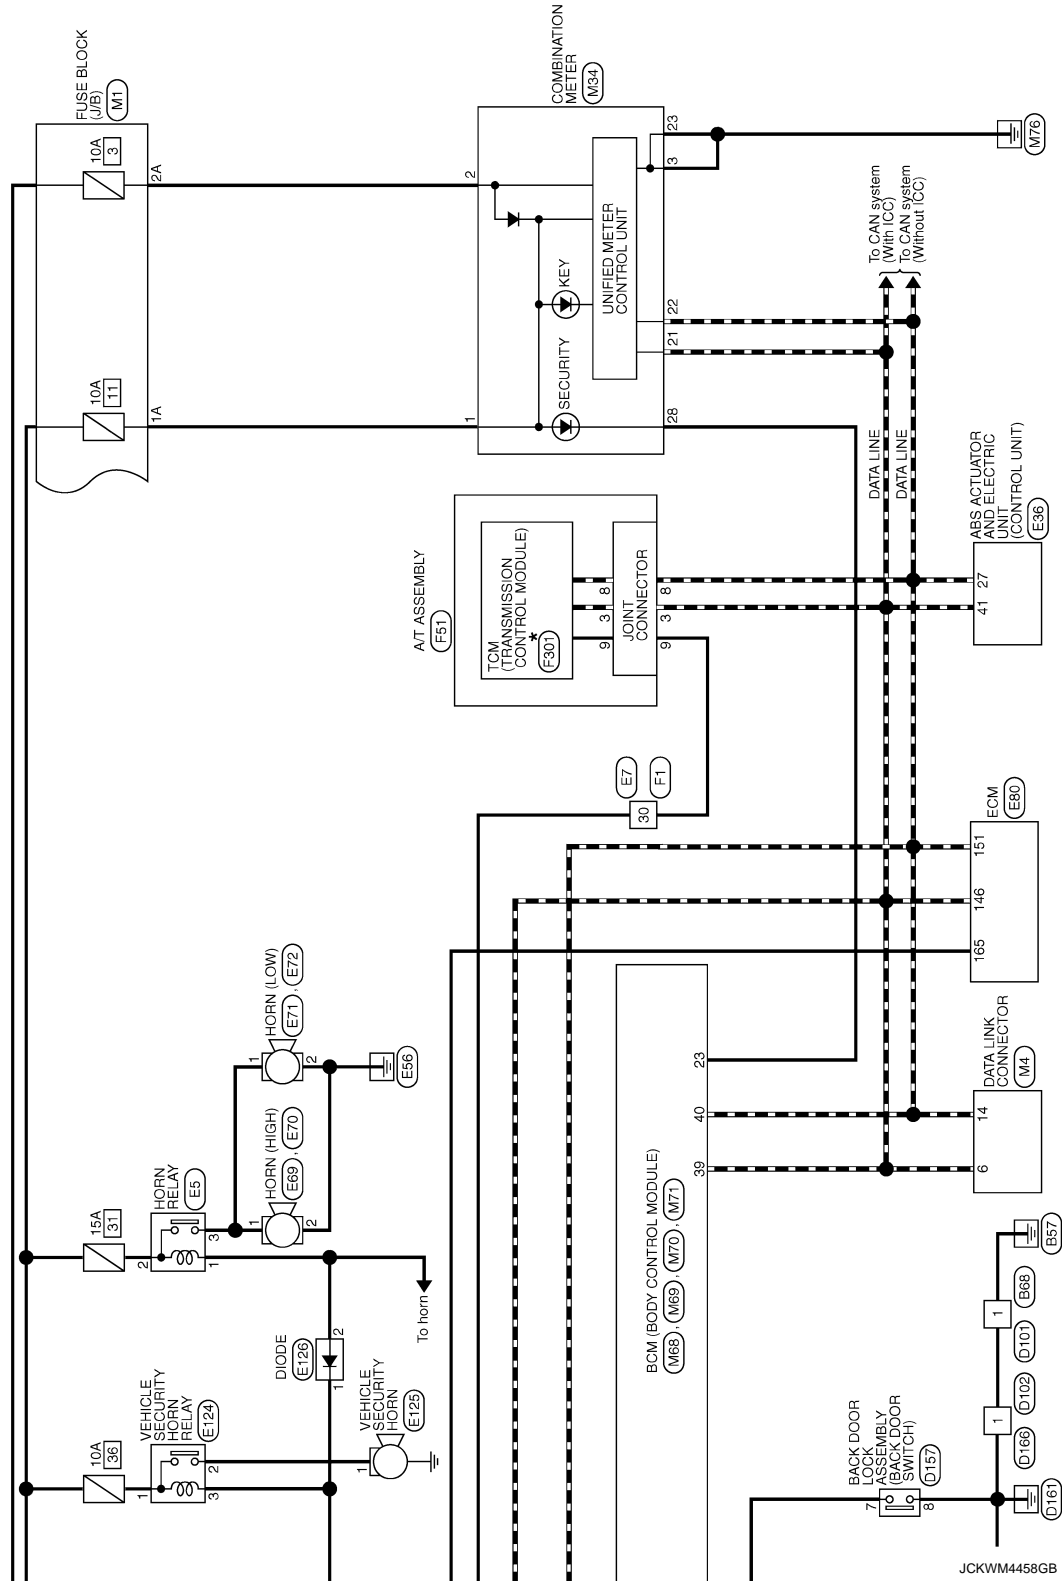 FUSE BLOCK
(J/B)
M1
10A
3
2A
10A
11
1A
COMBINATION
METER
M34
2
1
UNIFIED METER
CONTROL UNIT
KEY
SECURITY
3
23
22
21
28
M76
To CAN system
(With ICC)
To CAN system
(Without ICC)
DATA LINE
DATA LINE
A/T ASSEMBLY
F51
TCM
(TRANSMISSION
CONTROL MODULE)
*
F301
8
3
9
JOINT
CONNECTOR
8
3
9
ABS ACTUATOR
AND ELECTRIC
UNIT
(CONTROL UNIT)
E36
27
41
E7
F1
30
ECM
E80
151
146
165
HORN (LOW)
E71 , E72
1
2
E56
HORN (HIGH)
E69 , E70
1
2
HORN
RELAY
E5
15A
31
2
3
1
To horn
DIODE
E126
2
1
VEHICLE
SECURITY
HORN
RELAY
E124
10A
36
1
2
3
VEHICLE
SECURITY
HORN
E125
1
BCM (BODY CONTROL MODULE)
M68 , M69 , M70 , M71
23
40
39
DATA LINK
CONNECTOR
M4
14
6
BACK DOOR
LOCK
ASSEMBLY
(BACK DOOR
SWITCH)
D157
7
8
B57
1
B68
D101
1
D102
D166
D161
JCKWM4458GB